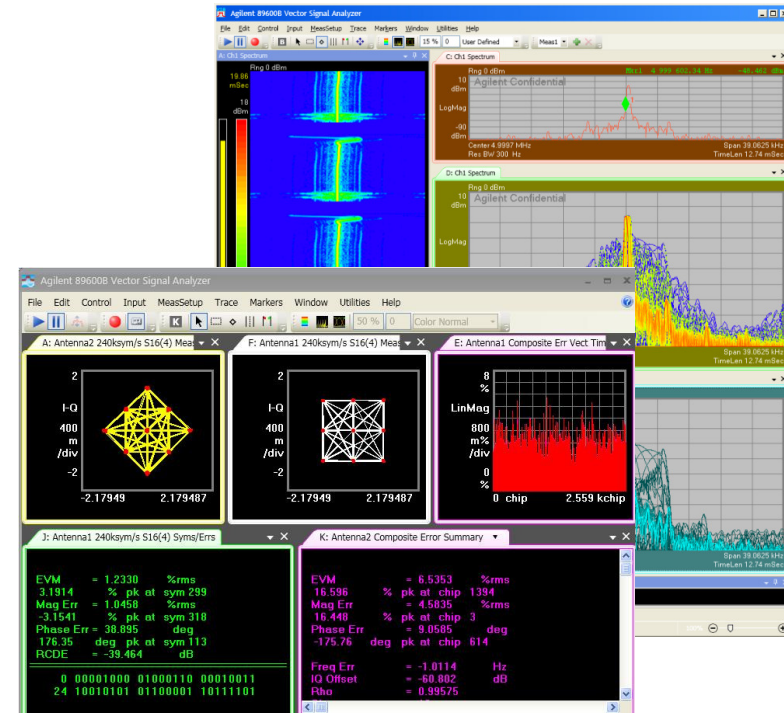 Agilent 89600B Vector Signal Analyzer
File Edit Control Input MeasSetup Trace Markers Window Utilities Help
15 % 0 User Defined Meas1
A: Ch1 Spectrum
Rng 0 dBm
19.86
mSec
10
dBm
C: Ch1 Spectrum
Rng 0 dBm
10
dBm
Agilent Confidential
LogMag
-90
dBm
Center 4.9997 MHz
Span 39.0625 kHz
Res BW 300 Hz
TimeLen 12.74 mSec
D: Ch1 Spectrum
Rng 0 dBm
10
dBm
Agilent Confidential
LogMag
Span 39.0625 kHz
TimeLen 12.74 mSec
Span 39.0625 kHz
TimeLen 12.74 mSec
Agilent 89600B Vector Signal Analyzer
File Edit Control Input MeasSetup Trace Markers Window Utilities Help
50 % 0 Color Normal
A: Antenna2 240ksym/s S16(4) Meas
2
I-Q
400
m
/div
-2
-2.17949 2.179487
F: Antenna1 240ksym/s S16(4) Meas
2
I-Q
400
m
/div
-2
-2.17949 2.179487
E: Antenna1 Composite Err Vect Tim
8
%
LinMag
800
m%
/div
0
%
0 chip 2.559 kchip
J: Antenna1 240ksym/s S16(4) Syms/Errs
EVM = 1.2330 %rms
3.1914 % pk at sym 299
Mag Err = 1.0450 %rms
-3.1541 % pk at sym 318
Phase Err = 38.895 deg
176.35 deg pk at sym 113
RCDE = -39.464 dB
0 00001000 01000110 00010011
24 10010101 01100001 10111101
K: Antenna2 Composite Error Summary
EVM = 6.5353 %rms
16.596 % pk at chip 1394
Mag Err = 4.5835 %rms
16.448 % pk at chip 3
Phase Err = 9.0585 deg
-175.76 deg pk at chip 614
Freq Err = -1.0114 Hz
IQ Offset = -60.802 dB
Rho = 0.99575